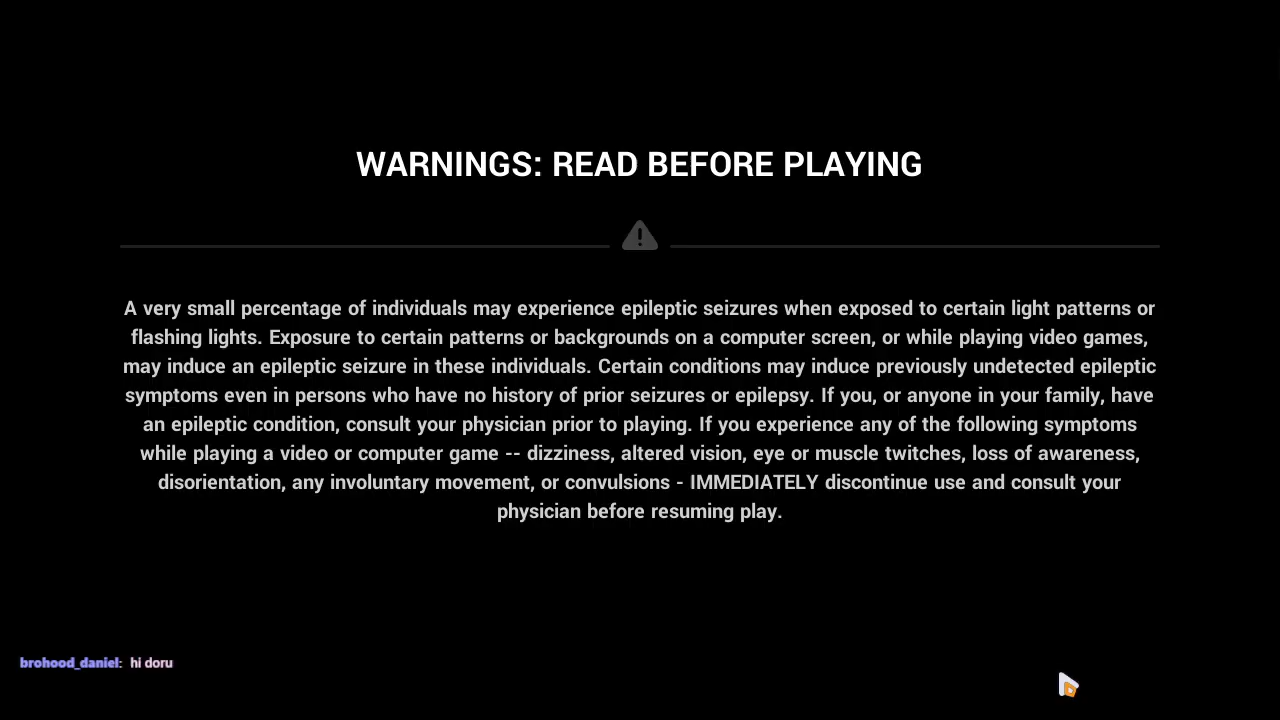 WARNINGS: READ BEFORE PLAYING
A very small percentage of individuals may experience epileptic seizures when exposed to certain light patterns or
flashing lights. Exposure to certain patterns or backgrounds on a computer screen, or while playing video games,
may induce an epileptic seizure in these individuals. Certain conditions may induce previously undetected epileptic
symptoms even in persons who have no history of prior seizures or epilepsy. If you, or anyone in your family, have
an epileptic condition, consult your physician prior to playing. If you experience any of the following symptoms
while playing a video or computer game -- dizziness, altered vision, eye or muscle twitches, loss of awareness,
disorientation, any involuntary movement, or convulsions - IMMEDIATELY discontinue use and consult your
physician before resuming play.
brohood_daniel: hi doru